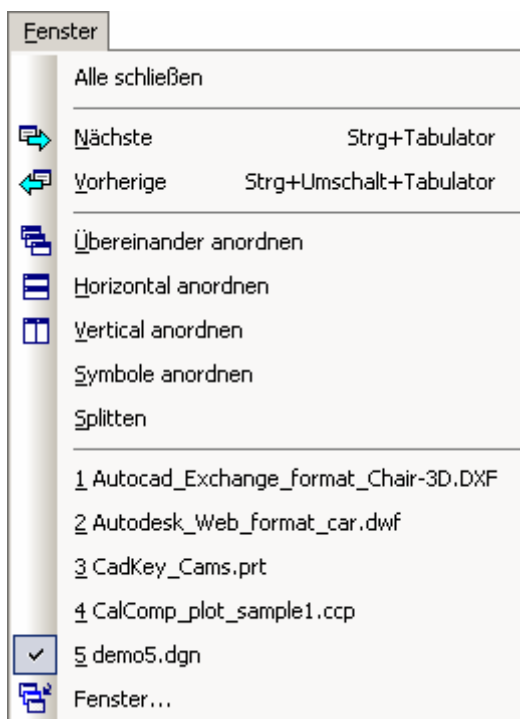 Fenster
Alle schließen
Nächste Strg+Tabulator
Vorherige Strg+Umschalt+Tabulator
Übereinander anordnen
Horizontal anordnen
Vertical anordnen
Symbole anordnen
Splitten
1 Autocad_Exchange_format_Chair-3D.DXF
2 Autodesk_Web_format_car.dwf
3 CadKey_Cams.prt
4 CalComp_plot_sample1.ccp
5 demo5.dgn
Fenster...